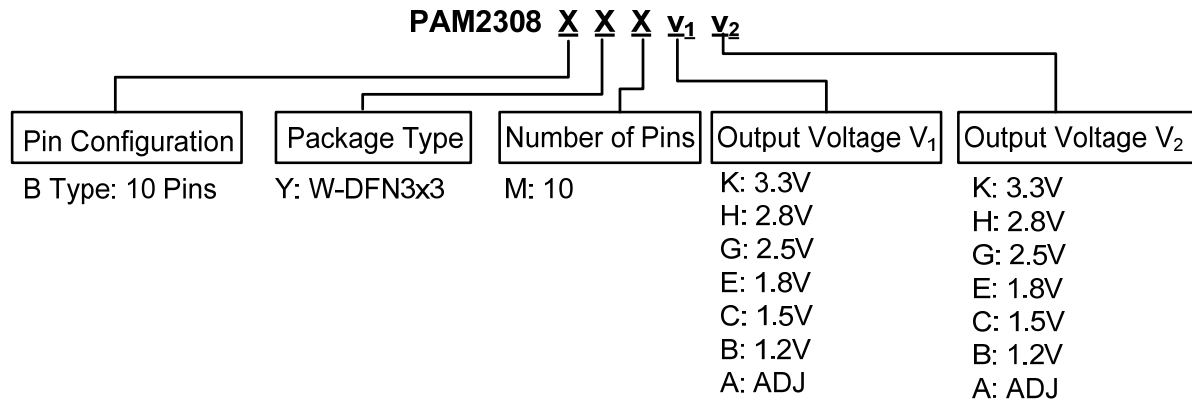 PAM2308 X X X v₁ v₂
Pin Configuration
B Type: 10 Pins
Package Type
Y: W-DFN3x3
Number of Pins
M: 10
Output Voltage V₁
K: 3.3V
H: 2.8V
G: 2.5V
E: 1.8V
C: 1.5V
B: 1.2V
A: ADJ
Output Voltage V₂
K: 3.3V
H: 2.8V
G: 2.5V
E: 1.8V
C: 1.5V
B: 1.2V
A: ADJ